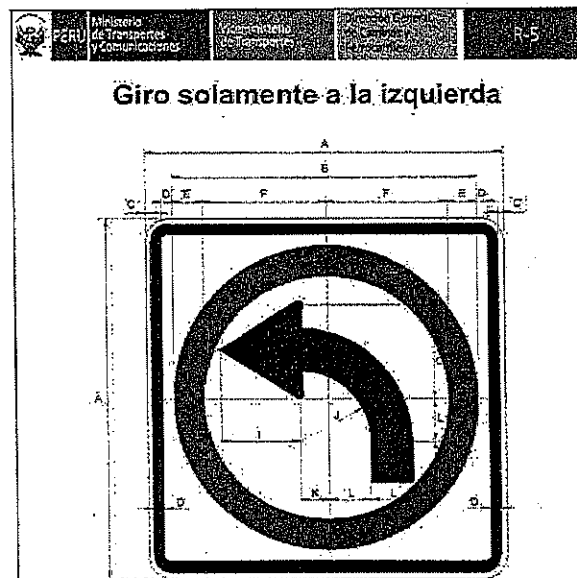 PERÚ
Ministerio
de Transportes
y Comunicaciones
Viceministerio
de Transportes
R-5
Giro solamente a la izquierda
A
B
C D E F F E D C
A
I J L
K L L
D D